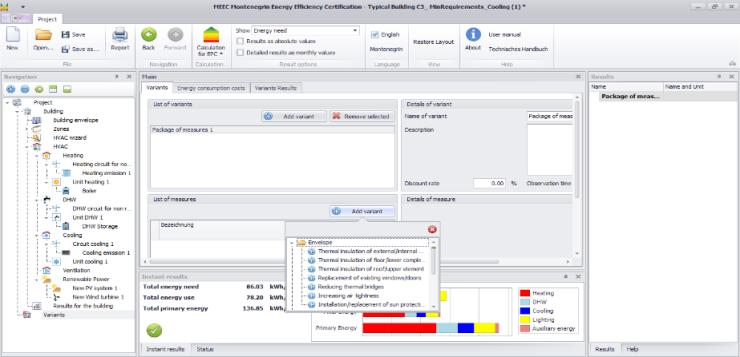 MEEC Montenegrin Energy Efficiency Certification - Typical Building C3_ MinRequirements_Cooling (1) *
Project
New
Open...
Save
Save as...
Report
File
Back
Forward
Navigation
Calculation for EPC
Calculation
Show Energy need
Results as absolute values
Detailed results as monthly values
Result options
English
Montenegrin
Language
Restore Layout
View
About
User manual
Technisches Handbuch
Help
Navigation
Project
Building
Building envelope
Zones
HVAC wizard
HVAC
Heating
Heating circuit for no...
Heating emission 1
Unit heating 1
Boiler
DHW
DHW circuit for non r...
Unit DHW 1
DHW Storage
Cooling
Circuit cooling 1
Cooling emission 1
Unit cooling 1
Ventilation
Renewable Power
New PV system 1
New Wind turbine 1
Results for the building
Variants
Main
Variants
Energy consumption costs
Variants Results
List of variants
Add variant
Remove selected
Package of measures 1
Details of variant
Name of variant
Package of meas
Description
Discount rate 0.00 % Observation time
List of measures
Add variant
Bezeichnung
Details of measure
Envelope
Thermal insulation of external/internal ...
Thermal insulation of floor/lower comple...
Thermal insulation of roof/upper element
Replacement of existing windows/doors
Reducing thermal bridges
Increasing air tightness
Installation/replacement of sun protecti...
Instant results
Total energy need 86.03 kWh,
Total energy use 78.20 kWh,
Total primary energy 136.85 kWh,
Primary Energy
Heating
DHW
Cooling
Lighting
Auxiliary energy
Instant results
Status
Results
Name
Name and Unit
Package of meas...
Results
Help